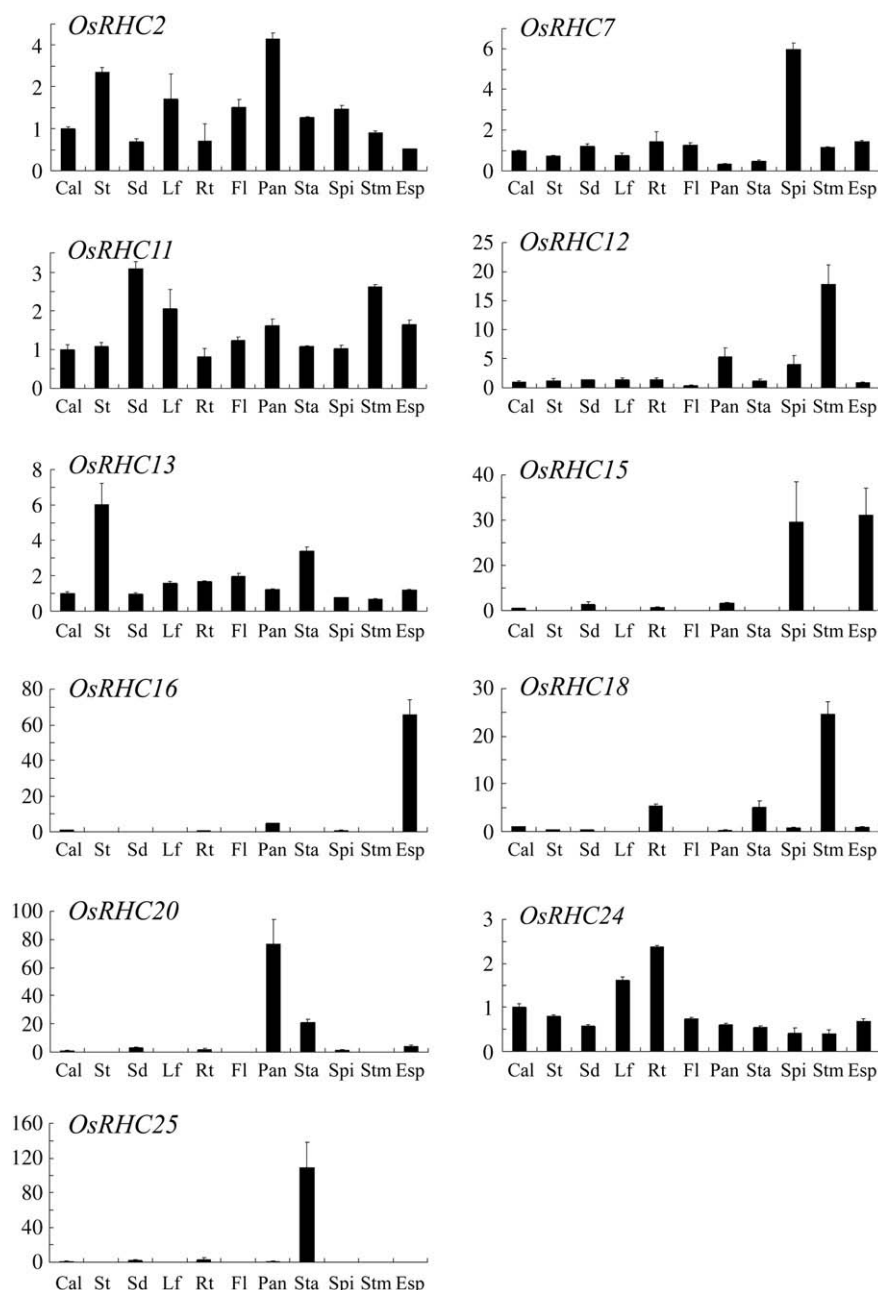 OsRHC2
4
2
1
0
Cal St Sd Lf Rt Fl Pan Sta Spi Stm Esp
OsRHC7
6
4
2
0
Cal St Sd Lf Rt Fl Pan Sta Spi Stm Esp
OsRHC11
3
2
1
0
Cal St Sd Lf Rt Fl Pan Sta Spi Stm Esp
OsRHC12
25
20
15
10
5
0
Cal St Sd Lf Rt Fl Pan Sta Spi Stm Esp
OsRHC13
8
6
4
2
0
Cal St Sd Lf Rt Fl Pan Sta Spi Stm Esp
OsRHC15
40
30
20
10
0
Cal St Sd Lf Rt Fl Pan Sta Spi Stm Esp
OsRHC16
80
60
40
20
0
Cal St Sd Lf Rt Fl Pan Sta Spi Stm Esp
OsRHC18
30
20
10
0
Cal St Sd Lf Rt Fl Pan Sta Spi Stm Esp
OsRHC20
100
80
60
40
20
0
Cal St Sd Lf Rt Fl Pan Sta Spi Stm Esp
OsRHC24
3
2
1
0
Cal St Sd Lf Rt Fl Pan Sta Spi Stm Esp
OsRHC25
160
120
80
40
0
Cal St Sd Lf Rt Fl Pan Sta Spi Stm Esp